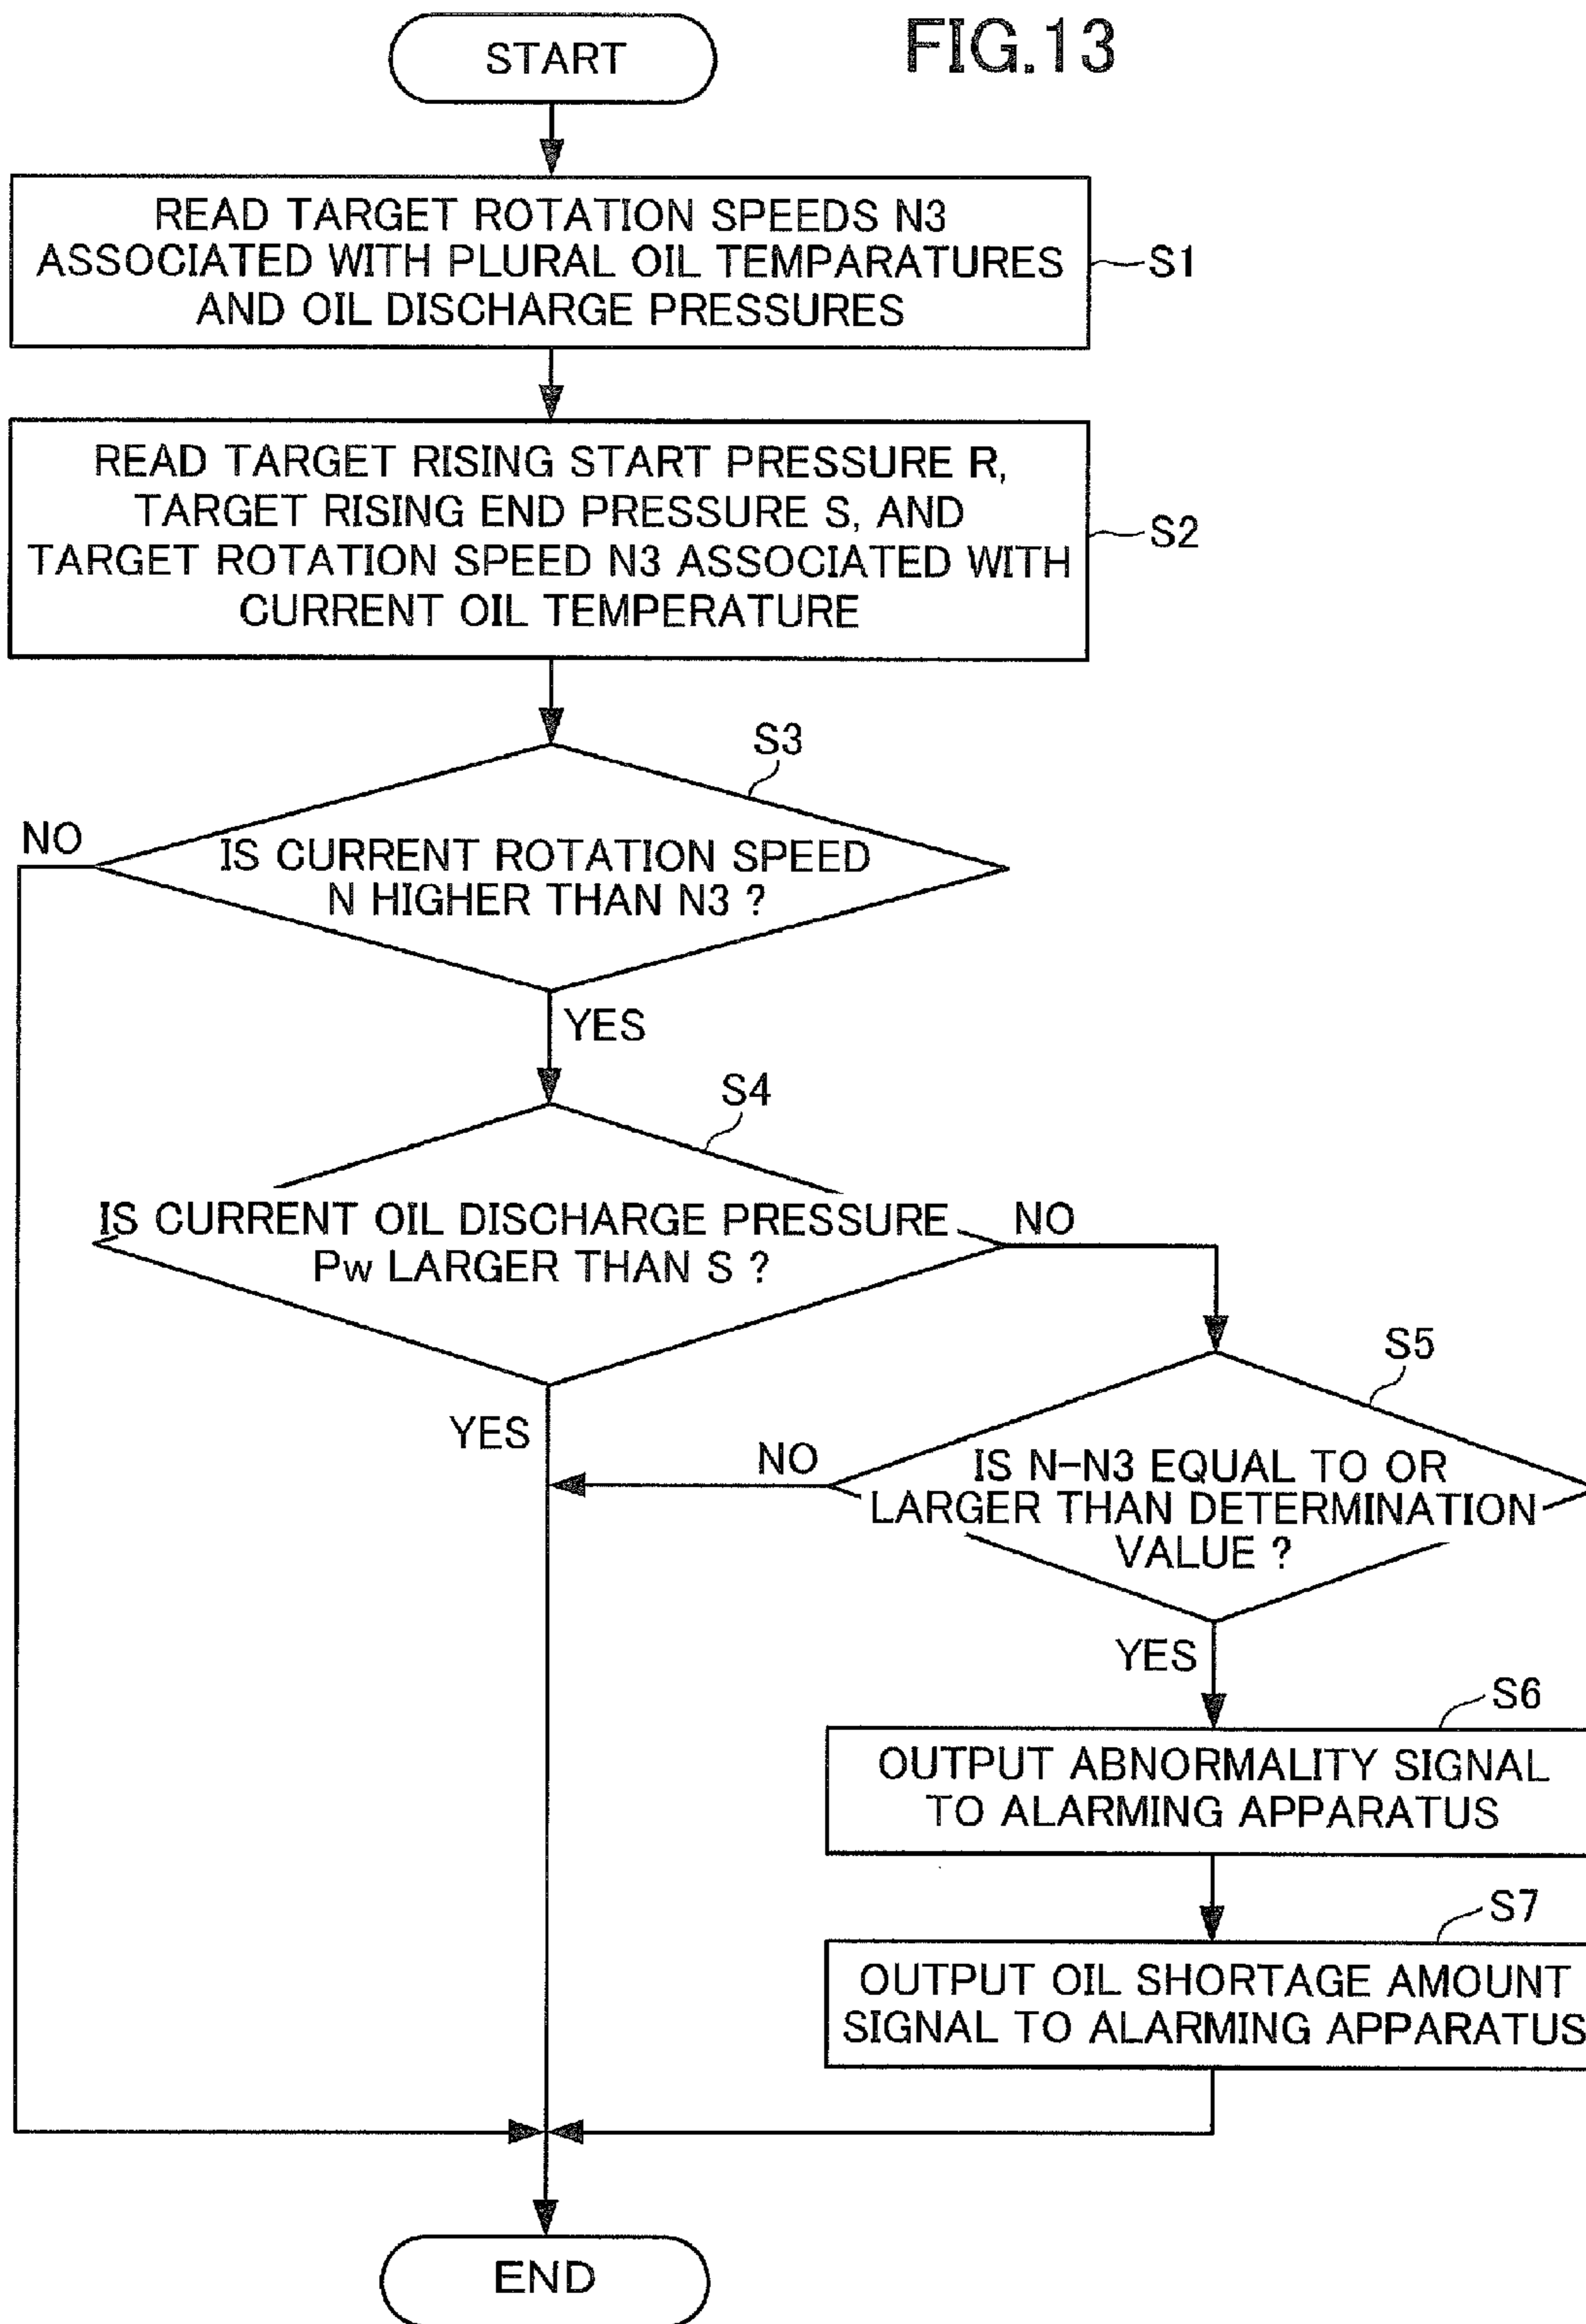 START
FIG.13
READ TARGET ROTATION SPEEDS N3
ASSOCIATED WITH PLURAL OIL TEMPARATURES
AND OIL DISCHARGE PRESSURES
S1
READ TARGET RISING START PRESSURE R,
TARGET RISING END PRESSURE S, AND
TARGET ROTATION SPEED N3 ASSOCIATED WITH
CURRENT OIL TEMPERATURE
S2
S3
NO
IS CURRENT ROTATION SPEED
N HIGHER THAN N3 ?
YES
S4
IS CURRENT OIL DISCHARGE PRESSURE
Pw LARGER THAN S ?
NO
YES
S5
NO
IS N-N3 EQUAL TO OR
LARGER THAN DETERMINATION
VALUE ?
YES
S6
OUTPUT ABNORMALITY SIGNAL
TO ALARMING APPARATUS
S7
OUTPUT OIL SHORTAGE AMOUNT
SIGNAL TO ALARMING APPARATUS
END